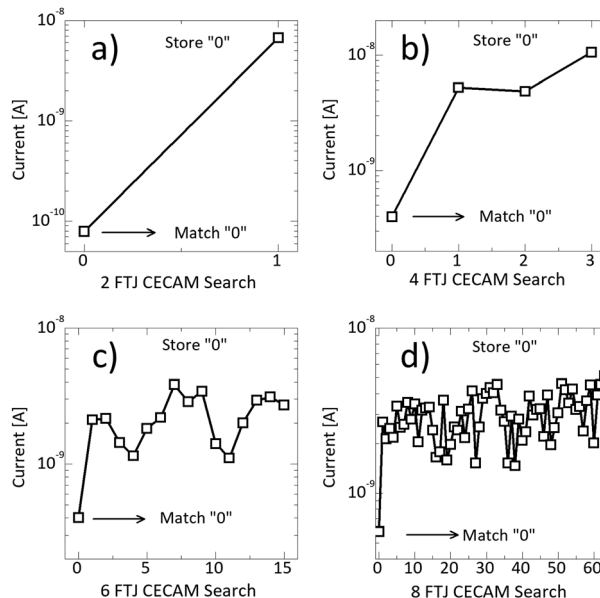 a)
Store "0"
Match "0"
Current [A]
10^-8
10^-9
10^-10
0 1
2 FTJ CECAM Search
b)
Store "0"
Match "0"
Current [A]
10^-8
10^-9
0 1 2 3
4 FTJ CECAM Search
c)
Store "0"
Match "0"
Current [A]
10^-8
10^-9
0 5 10 15
6 FTJ CECAM Search
d)
Store "0"
Match "0"
Current [A]
10^-8
10^-9
0 10 20 30 40 50 60
8 FTJ CECAM Search